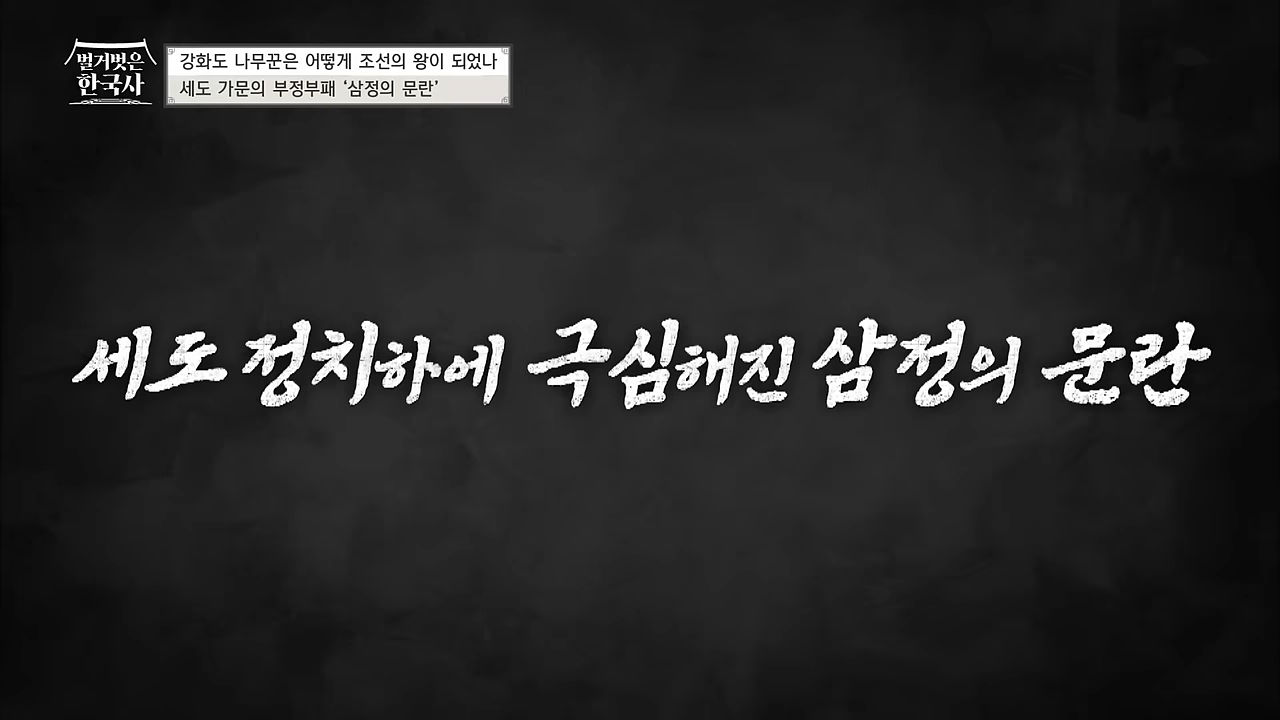 벌거벗은
한국사
강화도 나무꾼은 어떻게 조선의 왕이 되었나
세도 가문의 부정부패 ‘삼정의 문란’
세도 정치하에 극심해진 삼정의 문란